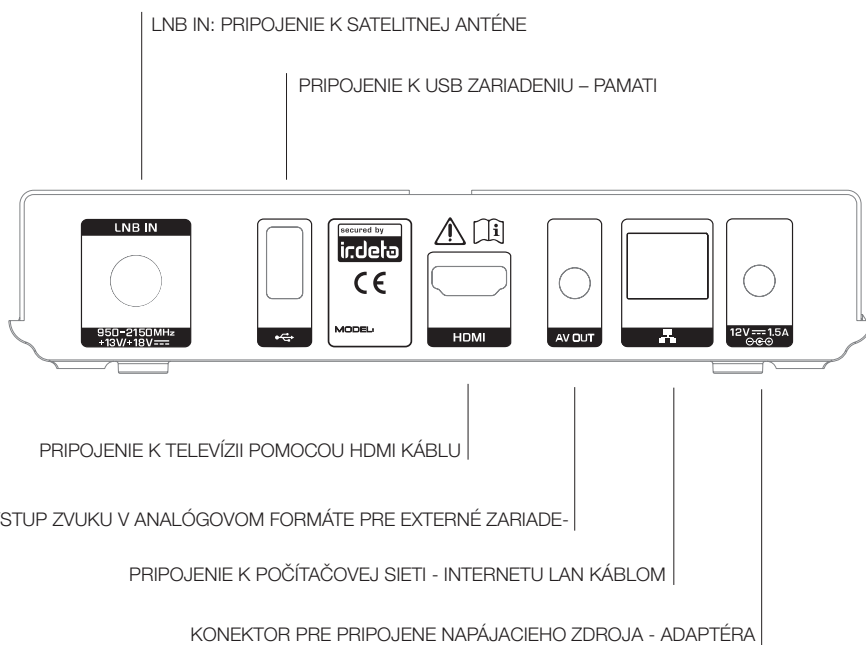 LNB IN: PRIPOJENIE K SATELITNEJ ANTÉNE
PRIPOJENIE K USB ZARIADENIU – PAMATI
LNB IN
950-2150MHz
+13V/+18V
secured by
irdeto
CE
MODEL:
HDMI
AV OUT
12V 1.5A
PRIPOJENIE K TELEVÍZII POMOCOU HDMI KÁBLU
STUP ZVUKU V ANALÓGOVOM FORMÁTE PRE EXTERNÉ ZARIADE-
PRIPOJENIE K POČÍTAČOVEJ SIETI - INTERNETU LAN KÁBLOM
KONEKTOR PRE PRIPOJENE NAPÁJACIEHO ZDROJA - ADAPTÉRA